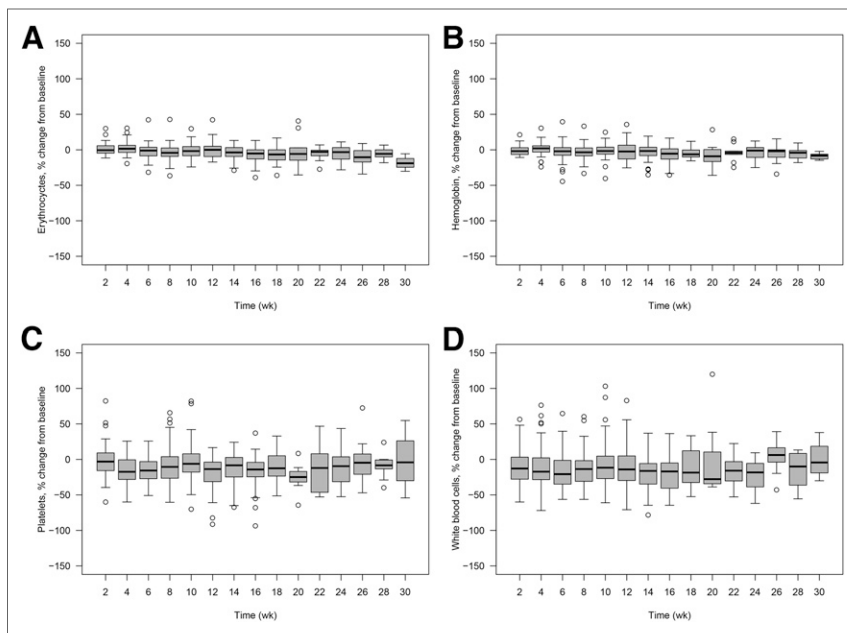 A
Erythrocytes, % change from baseline
150
100
50
0
−50
−100
−150
2 4 6 8 10 12 14 16 18 20 22 24 26 28 30
Time (wk)
B
Hemoglobin, % change from baseline
150
100
50
0
−50
−100
−150
2 4 6 8 10 12 14 16 18 20 22 24 26 28 30
Time (wk)
C
Platelets, % change from baseline
150
100
50
0
−50
−100
−150
2 4 6 8 10 12 14 16 18 20 22 24 26 28 30
Time (wk)
D
White blood cells, % change from baseline
150
100
50
0
−50
−100
−150
2 4 6 8 10 12 14 16 18 20 22 24 26 28 30
Time (wk)